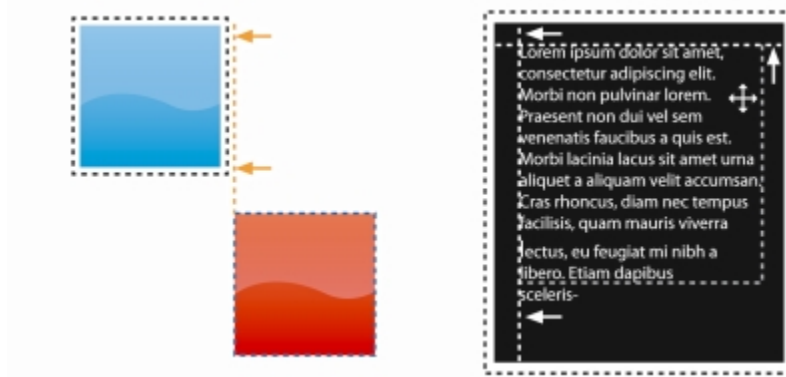 Lorem ipsum dolor sit amet,
consectetur adipiscing elit.
Morbi non pulvinar lorem.
Praesent non dui vel sem
venenatis faucibus a quis est.
Morbi lacinia lacus sit amet urna
aliquet a aliquam velit accumsan.
Cras rhoncus, diam nec tempus
facilisis, quam mauris viverra
lectus, eu feugiat mi nibh a
libero. Etiam dapibus
sceleris-